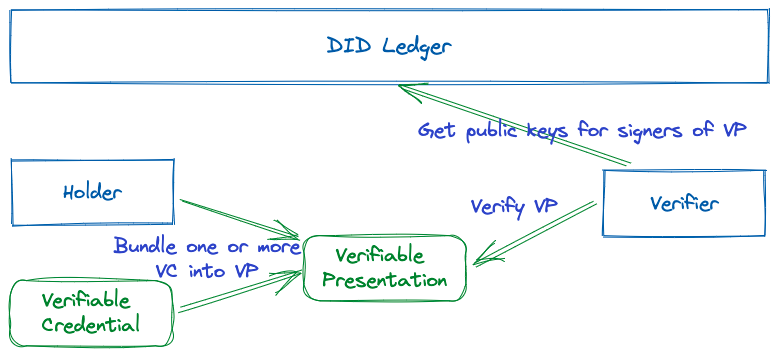 DID Ledger
Get public keys for signers of VP
Holder
Verify VP
Verifier
Bundle one or more
VC into VP
Verifiable
Presentation
Verifiable
Credential